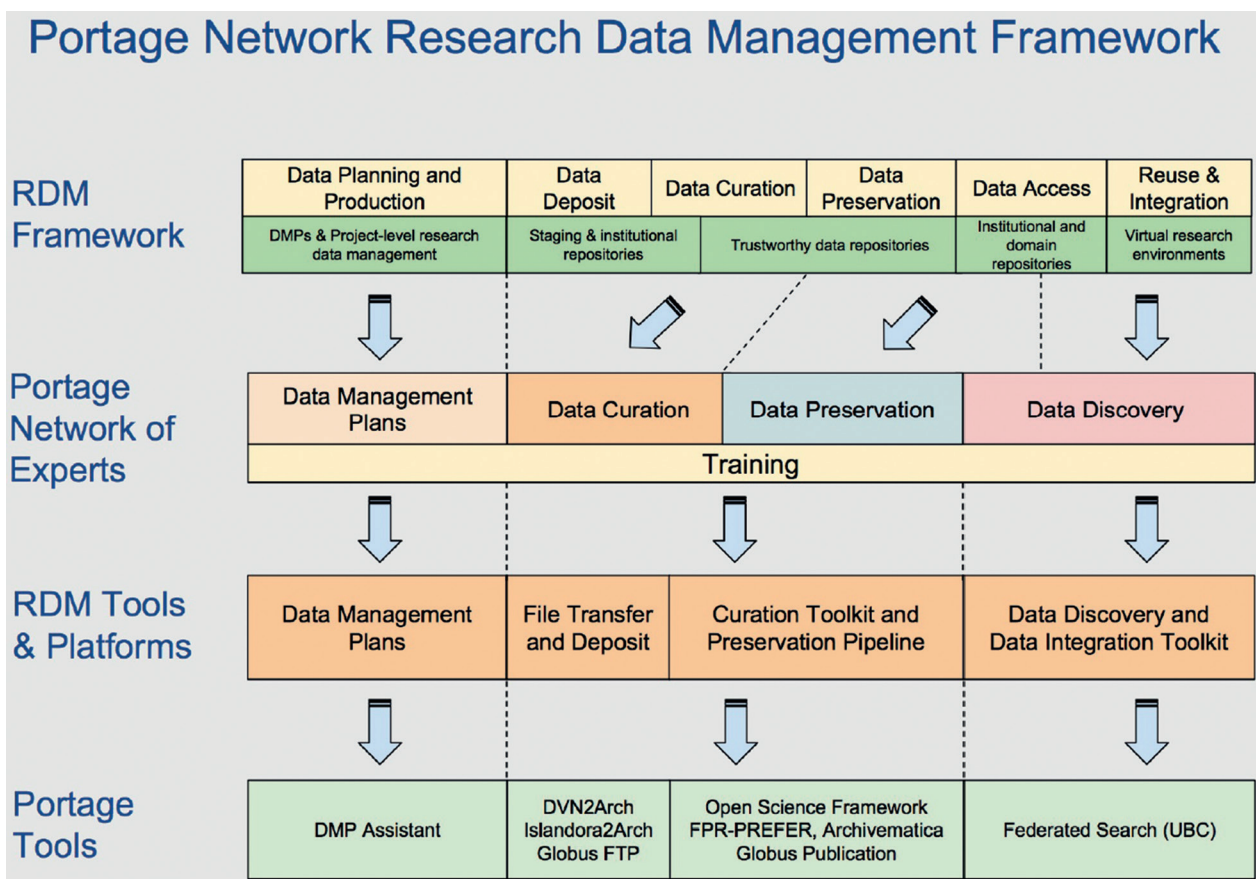 Portage Network Research Data Management Framework
RDM
Framework
Data Planning and
Production
Data
Deposit
Data Curation
Data
Preservation
Data Access
Reuse &
Integration
DMPs & Project-level research
data management
Staging & institutional
repositories
Trustworthy data repositories
Institutional and
domain
repositories
Virtual research
environments
Portage
Network of
Experts
Data Management
Plans
Data Curation
Data Preservation
Data Discovery
Training
RDM Tools
& Platforms
Data Management
Plans
File Transfer
and Deposit
Curation Toolkit and
Preservation Pipeline
Data Discovery and
Data Integration Toolkit
Portage
Tools
DMP Assistant
DVN2Arch
Islandora2Arch
Globus FTP
Open Science Framework
FPR-PREFER, Archivematica
Globus Publication
Federated Search (UBC)